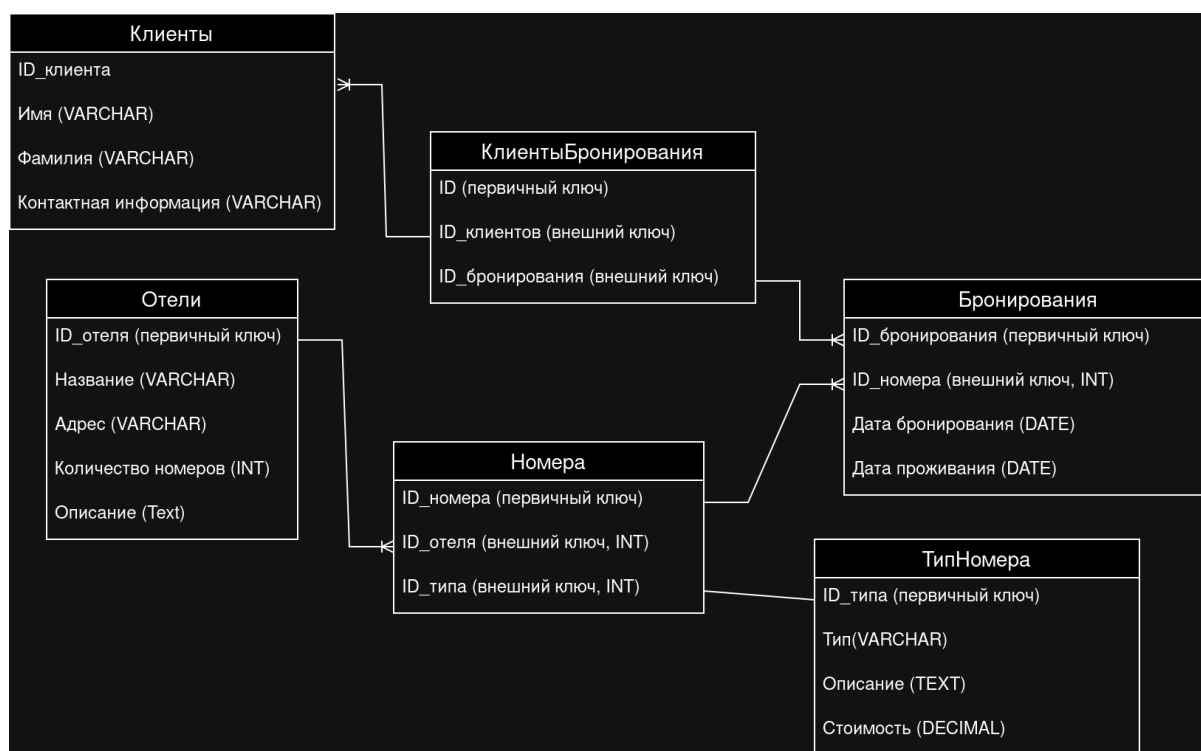 Клиенты
ID_клиента
Имя (VARCHAR)
Фамилия (VARCHAR)
Контактная информация (VARCHAR)
КлиентыБронирования
ID (первичный ключ)
ID_клиентов (внешний ключ)
ID_бронирования (внешний ключ)
Отели
ID_отеля (первичный ключ)
Название (VARCHAR)
Адрес (VARCHAR)
Количество номеров (INT)
Описание (Text)
Бронирования
ID_бронирования (первичный ключ)
ID_номера (внешний ключ, INT)
Дата бронирования (DATE)
Дата проживания (DATE)
Номера
ID_номера (первичный ключ)
ID_отеля (внешний ключ, INT)
ID_типа (внешний ключ, INT)
ТипНомера
ID_типа (первичный ключ)
Тип(VARCHAR)
Описание (TEXT)
Стоимость (DECIMAL)